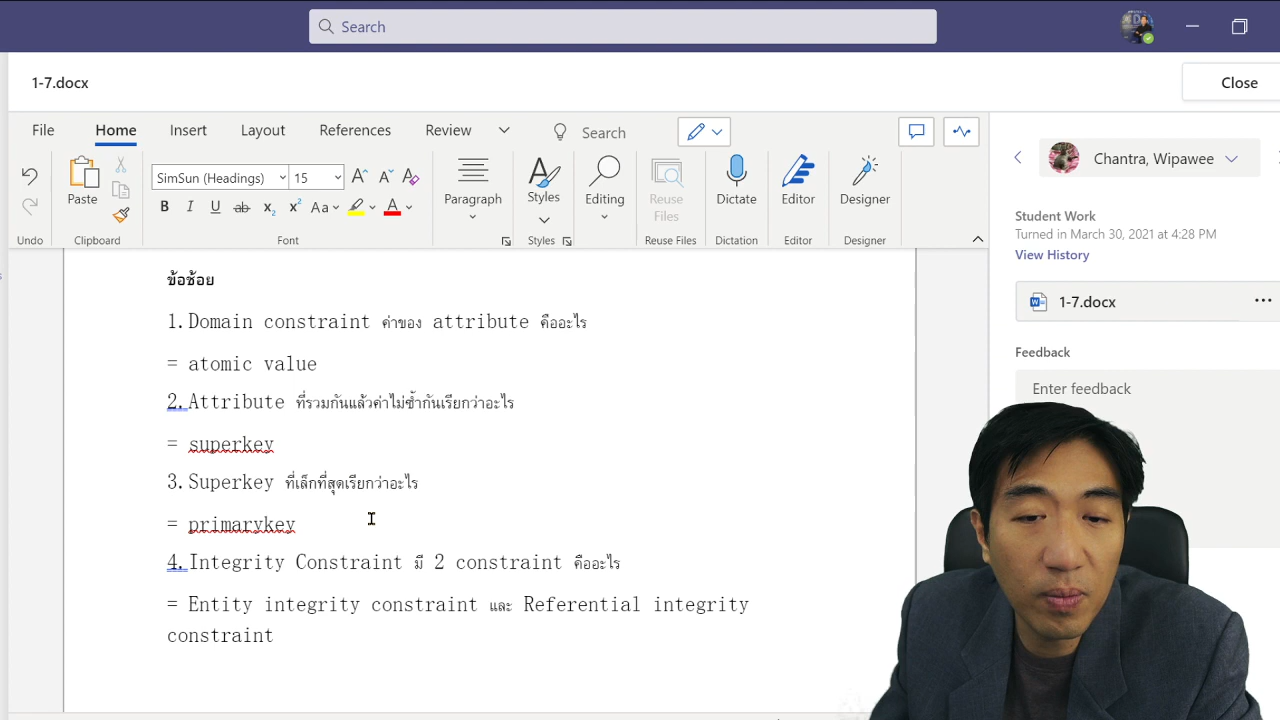 Search
1-7.docx
Close
File Home Insert Layout References Review Search
Paste
SimSun (Headings) 15
B I U ab x₂ x² Aa A
Paragraph
Styles
Editing
Reuse Files
Dictate
Editor
Designer
Undo Clipboard Font Styles Reuse Files Dictation Editor Designer
Chantra, Wipawee
Student Work
Turned in March 30, 2021 at 4:28 PM
View History
1-7.docx
Feedback
Enter feedback
ข้อช้อย
1.Domain constraint ค่าของ attribute คืออะไร
= atomic value
2.Attribute ที่รวมกันแล้วค่าไม่ซ้ำกันเรียกว่าอะไร
= superkey
3.Superkey ที่เล็กที่สุดเรียกว่าอะไร
= primarykey
4.Integrity Constraint มี 2 constraint คืออะไร
= Entity integrity constraint และ Referential integrity
constraint